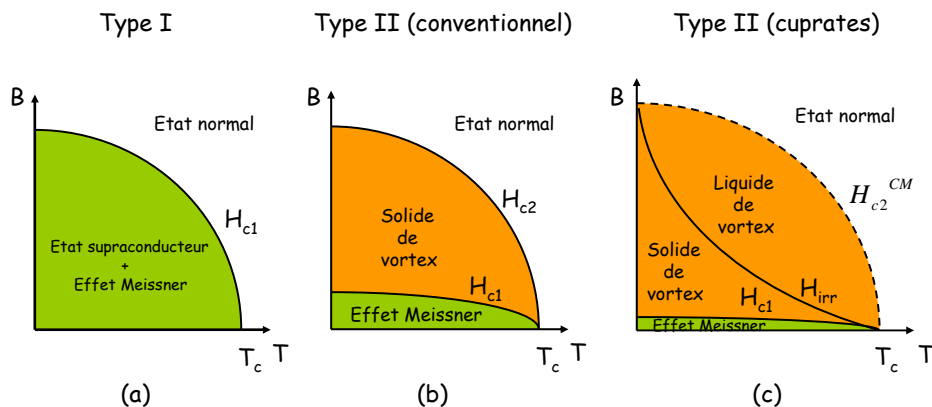 Type I
B
Etat normal
H_c1
Etat supraconducteur
+
Effet Meissner
T_c T
(a)
Type II (conventionnel)
B
Etat normal
H_c2
Solide
de
vortex
H_c1
Effet Meissner
T_c T
(b)
Type II (cuprates)
B
Etat normal
H_c2^CM
Liquide
de
vortex
Solide
de
vortex
H_c1
H_irr
Effet Meissner
T_c T
(c)